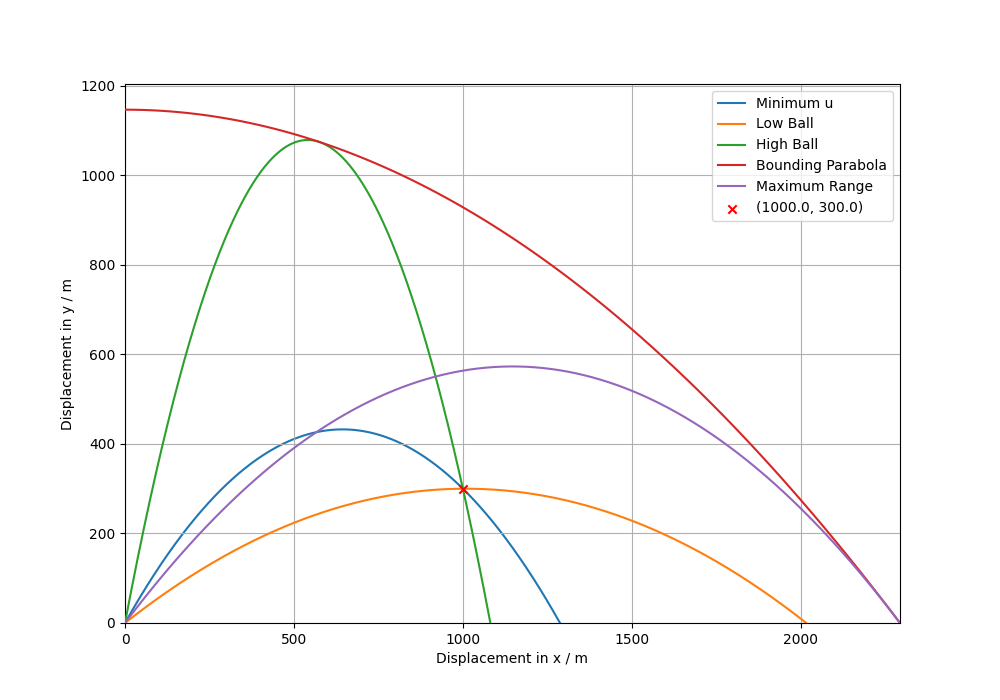 1200
1000
800
600
400
200
0
Displacement in y / m
0
500
1000
1500
2000
Displacement in x / m
Minimum u
Low Ball
High Ball
Bounding Parabola
Maximum Range
(1000.0, 300.0)